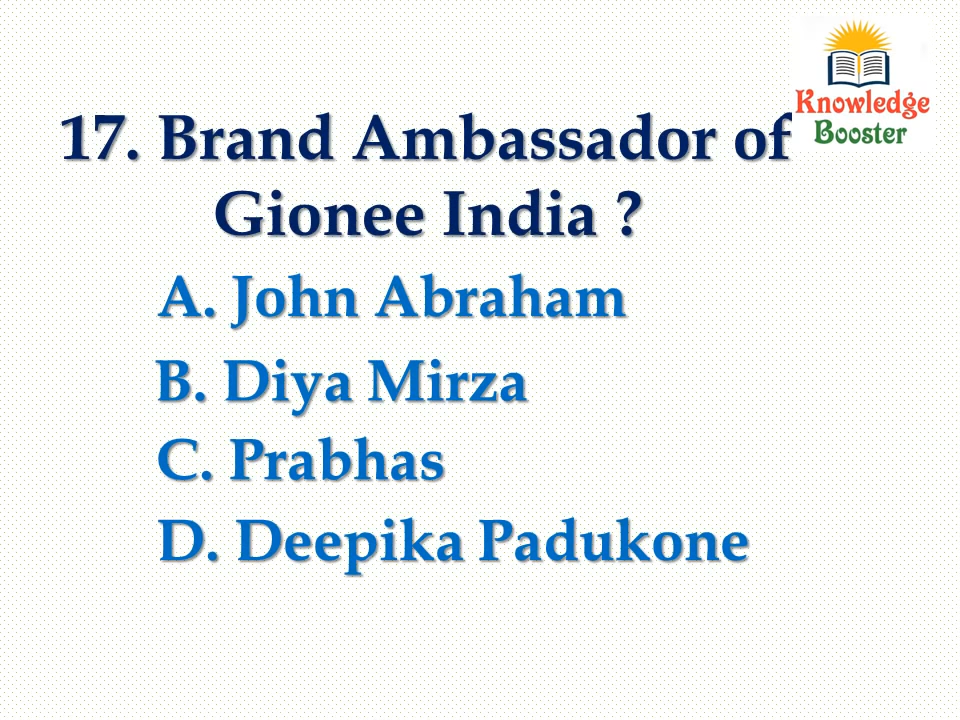 Knowledge
Booster
17. Brand Ambassador of
Gionee India ?
A. John Abraham
B. Diya Mirza
C. Prabhas
D. Deepika Padukone